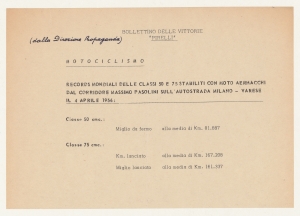 BOLLETTINO DELLE VITTORIE
"PIRELLI"
(dalla Direzione Propaganda)
MOTOCICLISMO
RECORDS MONDIALI DELLE CLASSI 50 E 75 STABILITI CON MOTO AERMACCHI
DAL CORRIDORE MASSIMO PASOLINI SULL'AUTOSTRADA MILANO - VARESE
IL 4 APRILE 1956:
Classe 50 cmc.
Miglio da fermo alla media di Km. 81,887
Classe 75 cmc.
Km. lanciato alla media di Km. 167,200
Miglio lanciato alla media di Km. 161,397